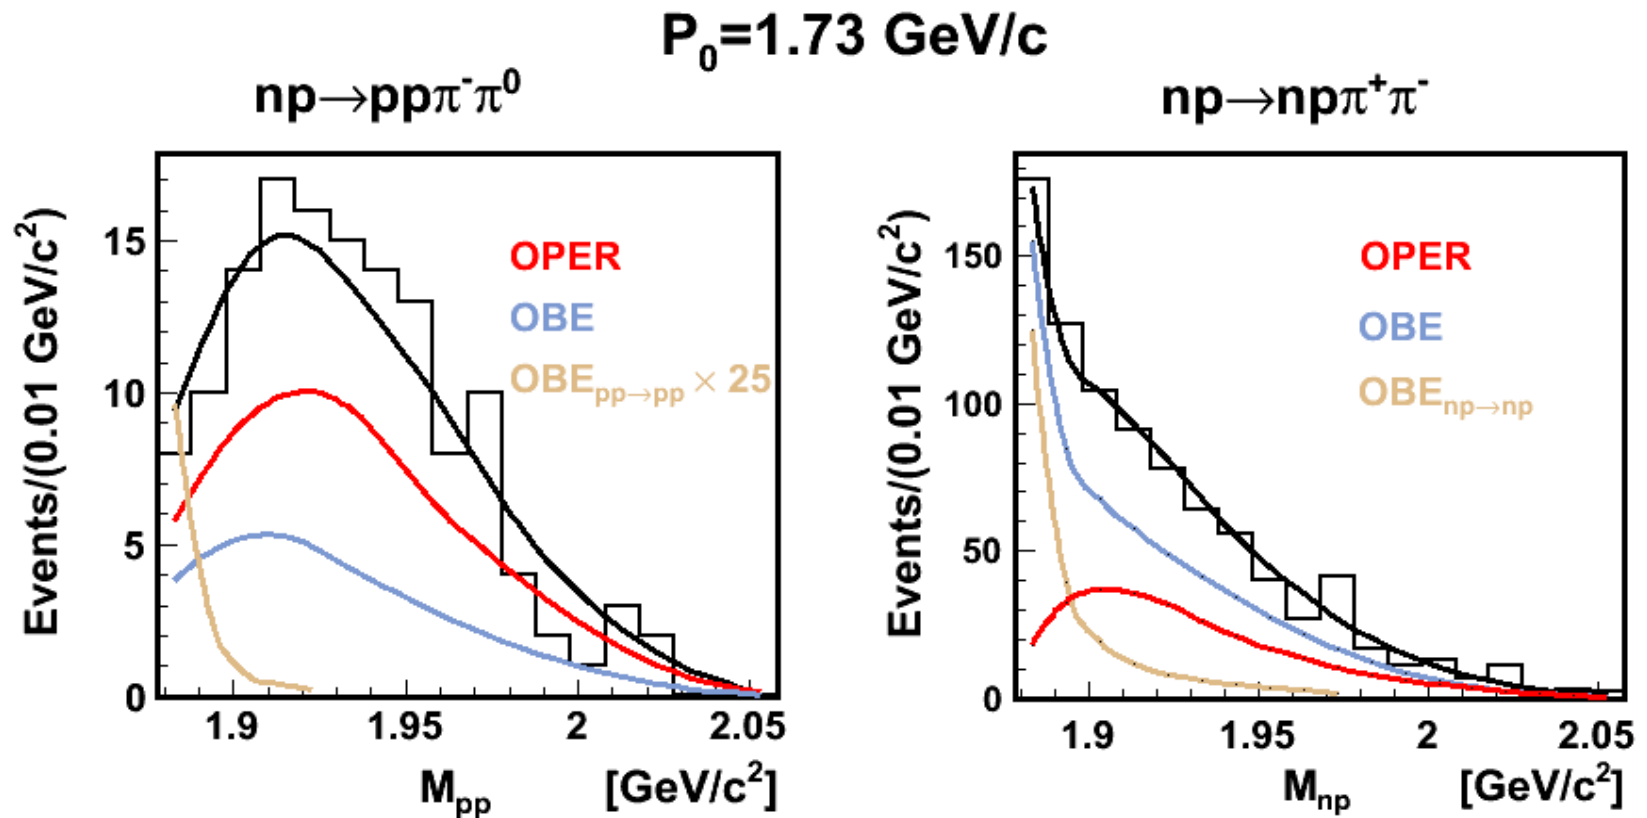 P₀=1.73 GeV/c
np→ppπ⁻π⁰
Events/(0.01 GeV/c²)
15
10
5
0
OPER
OBE
OBEpp→pp × 25
1.9 1.95 2 2.05
Mpp [GeV/c²]
np→npπ⁺π⁻
Events/(0.01 GeV/c²)
150
100
50
0
OPER
OBE
OBEnp→np
1.9 1.95 2 2.05
Mnp [GeV/c²]